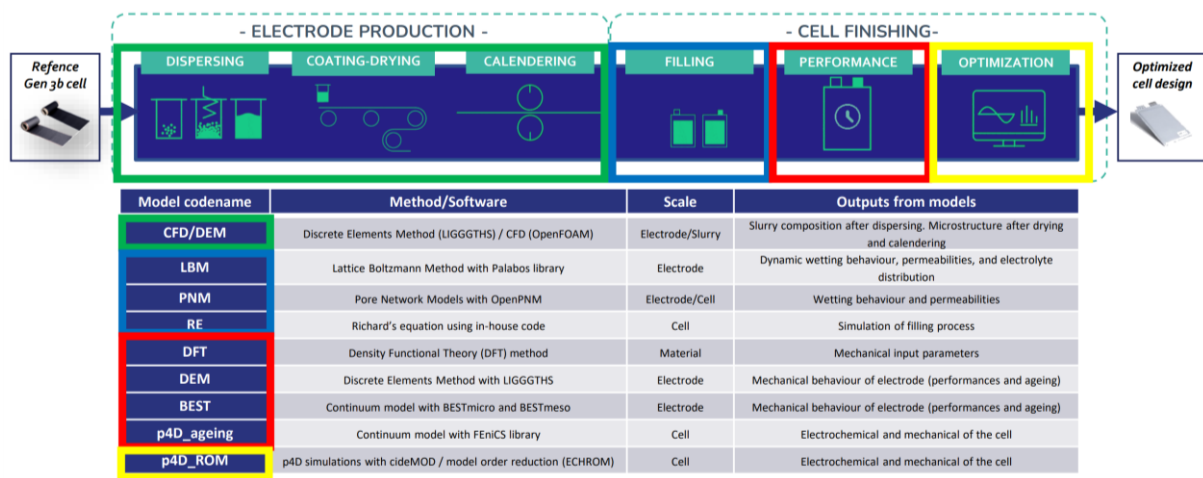 - ELECTRODE PRODUCTION -
- CELL FINISHING-
Refence
Gen 3b cell
DISPERSING
COATING-DRYING
CALENDERING
FILLING
PERFORMANCE
OPTIMIZATION
Optimized
cell design
Model codename Method/Software Scale Outputs from models
CFD/DEM Discrete Elements Method (LIGGGTHS) / CFD (OpenFOAM) Electrode/Slurry Slurry composition after dispersing. Microstructure after drying
and calendering
LBM Lattice Boltzmann Method with Palabos library Electrode Dynamic wetting behaviour, permeabilities, and electrolyte
distribution
PNM Pore Network Models with OpenPNM Electrode/Cell Wetting behaviour and permeabilities
RE Richard's equation using in-house code Cell Simulation of filling process
DFT Density Functional Theory (DFT) method Material Mechanical input parameters
DEM Discrete Elements Method with LIGGGTHS Electrode Mechanical behaviour of electrode (performances and ageing)
BEST Continuum model with BESTmicro and BESTmeso Electrode Mechanical behaviour of electrode (performances and ageing)
p4D_ageing Continuum model with FEniCS library Cell Electrochemical and mechanical of the cell
p4D_ROM p4D simulations with cideMOD / model order reduction (ECHROM) Cell Electrochemical and mechanical of the cell